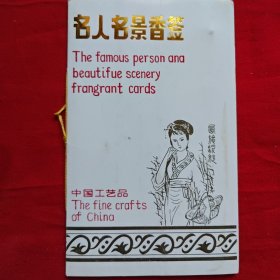 名人名景香签
The famous person ana
beautifue scenery
frangrant cards
中国工艺品
The fine crafts
of China